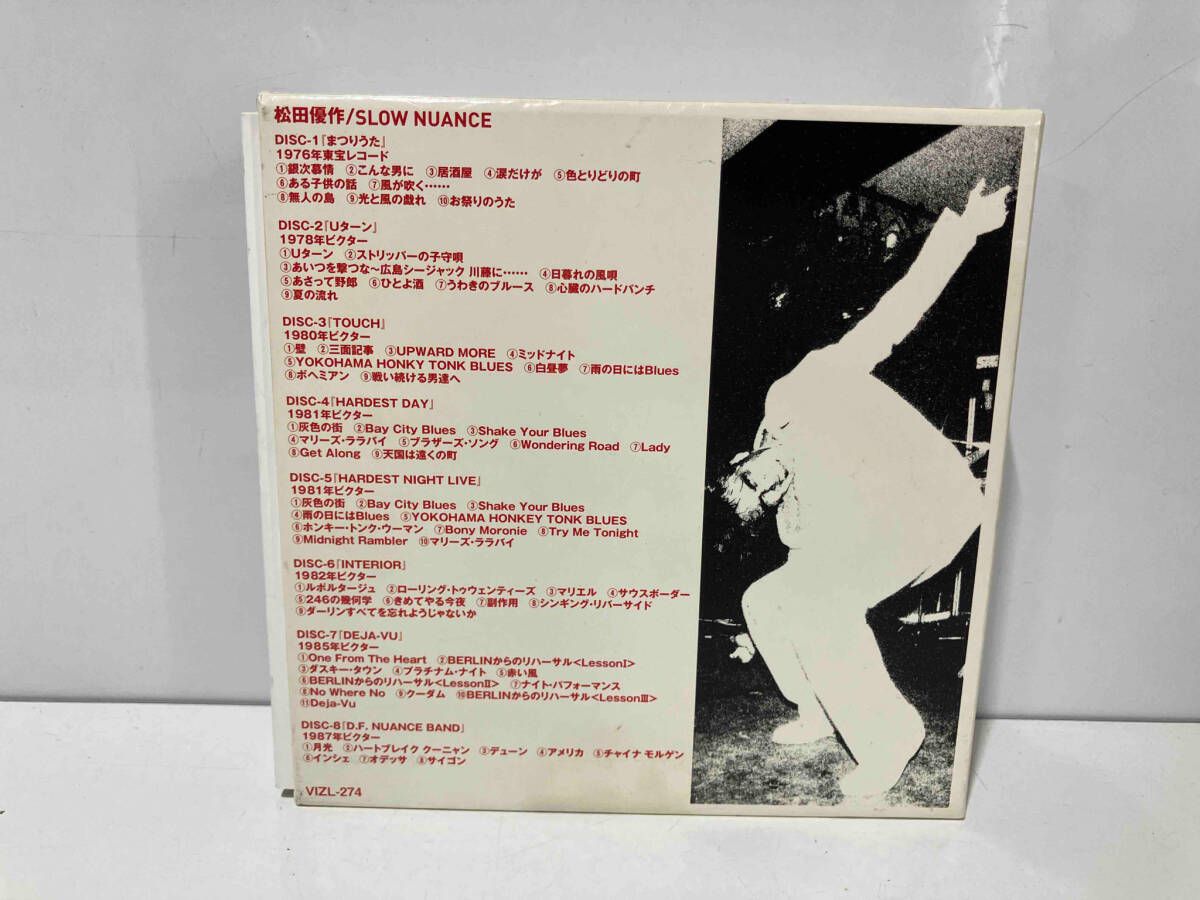 松田優作/SLOW NUANCE
DISC-1『まつりうた』
1976年東宝レコード
①銀次慕情 ②こんな男に ③居酒屋 ④涙だけが ⑤色とりどりの町
⑥ある子供の話 ⑦風が吹く……
⑧無人の島 ⑨光と風の戯れ ⑩お祭りのうた
DISC-2『Uターン』
1978年ビクター
①Uターン ②ストリッパーの子守唄
③あいつを撃つな〜広島シージャック 川藤に…… ④日暮れの風唄
⑤あさって野郎 ⑥ひとよ酒 ⑦うわきのブルース ⑧心臓のハードパンチ
⑨夏の流れ
DISC-3『TOUCH』
1980年ビクター
①壁 ②三面記事 ③UPWARD MORE ④ミッドナイト
⑤YOKOHAMA HONKY TONK BLUES ⑥白昼夢 ⑦雨の日にはBlues
⑧ボヘミアン ⑨戦い続ける男達へ
DISC-4『HARDEST DAY』
1981年ビクター
①灰色の街 ②Bay City Blues ③Shake Your Blues
④マリーズ・ララバイ ⑤ブラザーズ・ソング ⑥Wondering Road ⑦Lady
⑧Get Along ⑨天国は遠くの町
DISC-5『HARDEST NIGHT LIVE』
1981年ビクター
①灰色の街 ②Bay City Blues ③Shake Your Blues
④雨の日にはBlues ⑤YOKOHAMA HONKEY TONK BLUES
⑥ホンキー・トンク・ウーマン ⑦Bony Moronie ⑧Try Me Tonight
⑨Midnight Rambler ⑩マリーズ・ララバイ
DISC-6『INTERIOR』
1982年ビクター
①ルポルタージュ ②ローリング・トゥウェンティーズ ③マリエル ④サウスボーダー
⑤246の幾何学 ⑥きめてやる今夜 ⑦副作用 ⑧シンギング・リバーサイド
⑨ダーリンすべてを忘れようじゃないか
DISC-7『DEJA-VU』
1985年ビクター
①One From The Heart ②BERLINからのリハーサル<LessonⅠ>
③ダスキー・タウン ④プラチナム・ナイト ⑤赤い風
⑥BERLINからのリハーサル<LessonⅡ> ⑦ナイト・パフォーマンス
⑧No Where No ⑨クーダム ⑩BERLINからのリハーサル<LessonⅢ>
⑪Deja-Vu
DISC-8『D.F. NUANCE BAND』
1987年ビクター
①月光 ②ハートブレイク クーニャン ③デューン ④アメリカ ⑤チャイナ モルゲン
⑥インシェ ⑦オデッサ ⑧サイゴン
VIZL-274